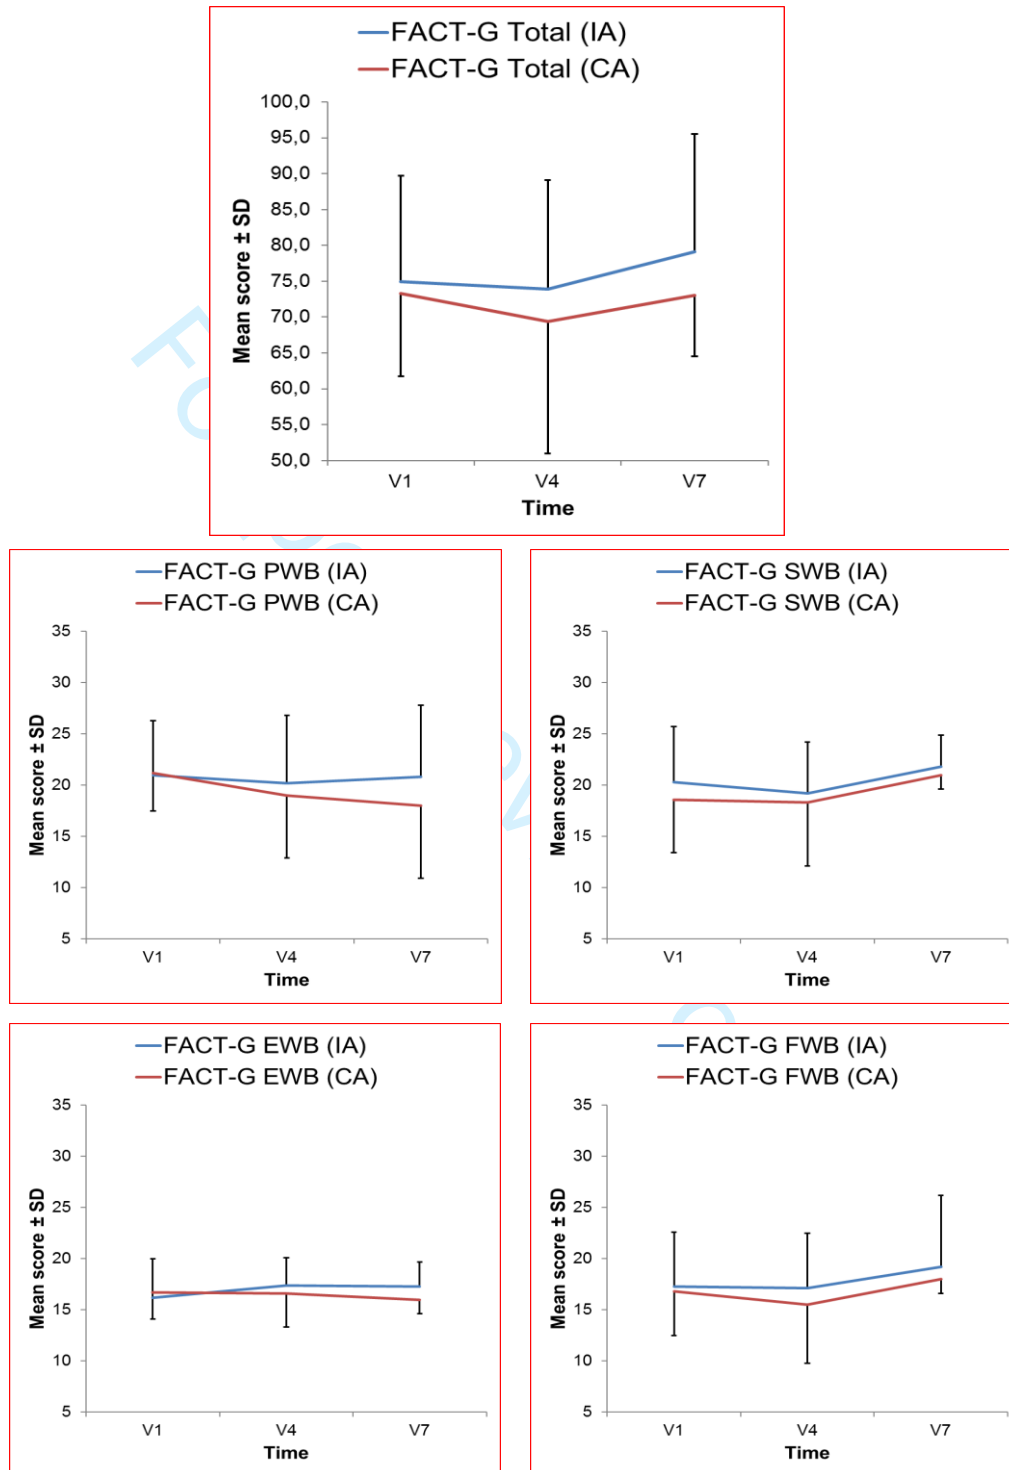 FACT-G Total (IA)
FACT-G Total (CA)
100,0
95,0
90,0
85,0
80,0
75,0
70,0
65,0
60,0
55,0
50,0
Mean score ± SD
V1 V4 V7
Time
FACT-G PWB (IA)
FACT-G PWB (CA)
35
30
25
20
15
10
5
Mean score ± SD
V1 V4 V7
Time
FACT-G SWB (IA)
FACT-G SWB (CA)
35
30
25
20
15
10
5
Mean score ± SD
V1 V4 V7
Time
FACT-G EWB (IA)
FACT-G EWB (CA)
35
30
25
20
15
10
5
Mean score ± SD
V1 V4 V7
Time
FACT-G FWB (IA)
FACT-G FWB (CA)
35
30
25
20
15
10
5
Mean score ± SD
V1 V4 V7
Time